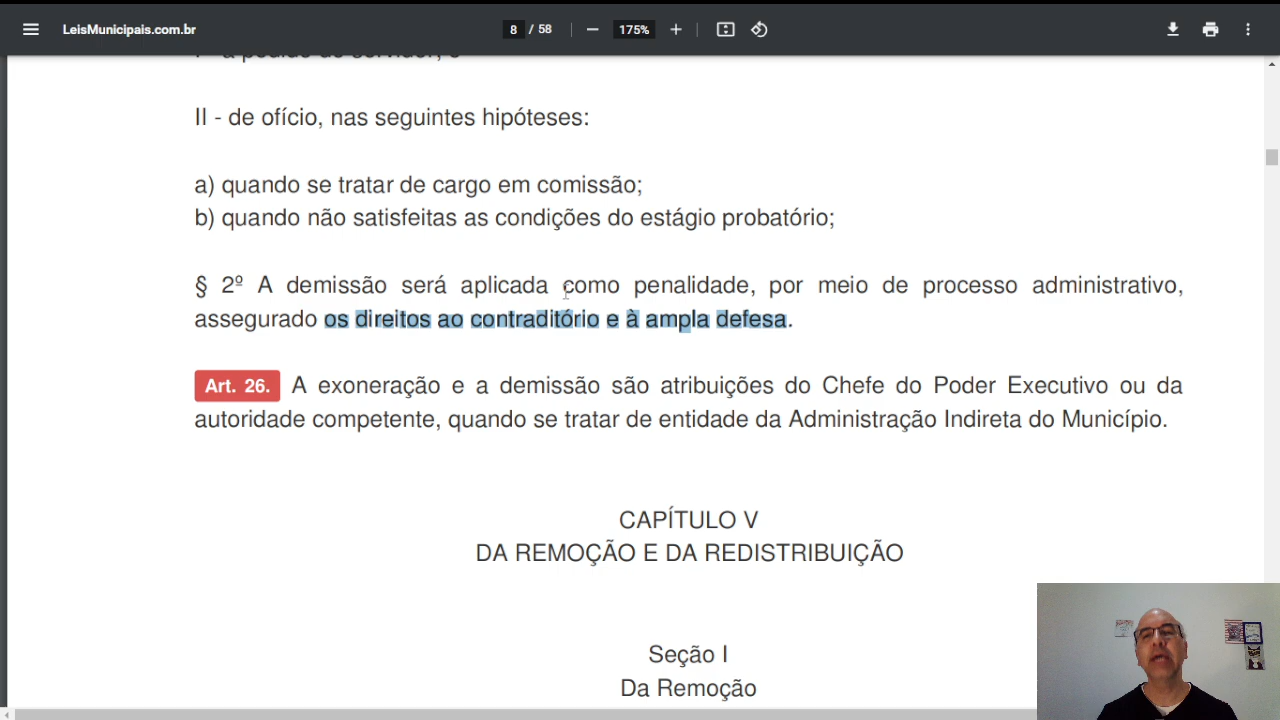 LeisMunicipais.com.br
8 / 58
175%
I - a pedido do servidor; e
II - de ofício, nas seguintes hipóteses:
a) quando se tratar de cargo em comissão;
b) quando não satisfeitas as condições do estágio probatório;
§ 2º A demissão será aplicada como penalidade, por meio de processo administrativo,
assegurado os direitos ao contraditório e à ampla defesa.
Art. 26. A exoneração e a demissão são atribuições do Chefe do Poder Executivo ou da
autoridade competente, quando se tratar de entidade da Administração Indireta do Município.
CAPÍTULO V
DA REMOÇÃO E DA REDISTRIBUIÇÃO
Seção I
Da Remoção